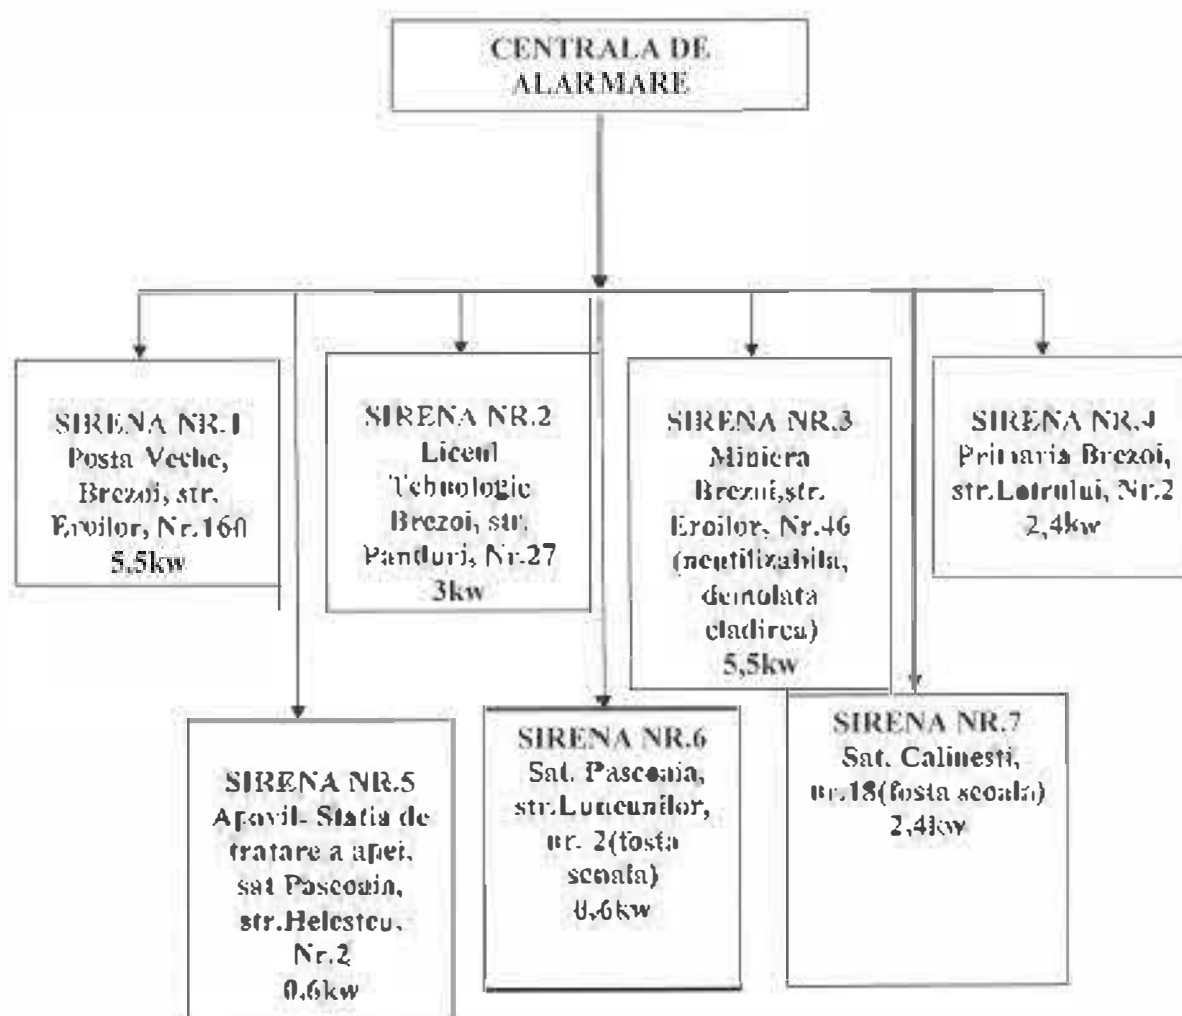 CENTRALA DE
ALARMARE
SIRENA NR.1
Posta Veche,
Brezoi, str.
Eroilor, Nr.160
5,5kw
SIRENA NR.2
Liceul
Tehnologic
Brezoi, str.
Panduri, Nr.27
3kw
SIRENA NR.3
Miniera
Brezoi,str.
Eroilor, Nr.46
(neutilizabila,
demolata
cladirea)
5,5kw
SIRENA NR.4
Primaria Brezoi,
str.Lotrului, Nr.2
2,4kw
SIRENA NR.5
Apavil- Statia de
tratare a apei,
sat Pascoaia,
str.Helesteu,
Nr.2
0,6kw
SIRENA NR.6
Sat. Pascoaia,
nr. 2(fosta
scoala)
0,6kw
SIRENA NR.7
Sat. Calinesti,
nr.18(fosta scoala)
2,4kw